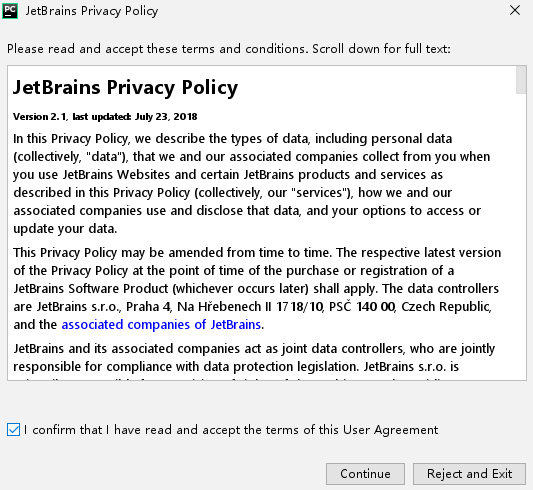 PC JetBrains Privacy Policy
Please read and accept these terms and conditions. Scroll down for full text:
JetBrains Privacy Policy
Version 2.1, last updated: July 23, 2018
In this Privacy Policy, we describe the types of data, including personal data
(collectively, "data"), that we and our associated companies collect from you when
you use JetBrains Websites and certain JetBrains products and services as
described in this Privacy Policy (collectively, our "services"), how we and our
associated companies use and disclose that data, and your options to access or
update your data.
This Privacy Policy may be amended from time to time. The respective latest version
of the Privacy Policy at the point of time of the purchase or registration of a
JetBrains Software Product (whichever occurs later) shall apply. The data controllers
are JetBrains s.r.o., Praha 4, Na Hřebenech II 1718/10, PSČ 140 00, Czech Republic,
and the associated companies of JetBrains.
JetBrains and its associated companies act as joint data controllers, who are jointly
responsible for compliance with data protection legislation. JetBrains s.r.o. is
I confirm that I have read and accept the terms of this User Agreement
Continue
Reject and Exit